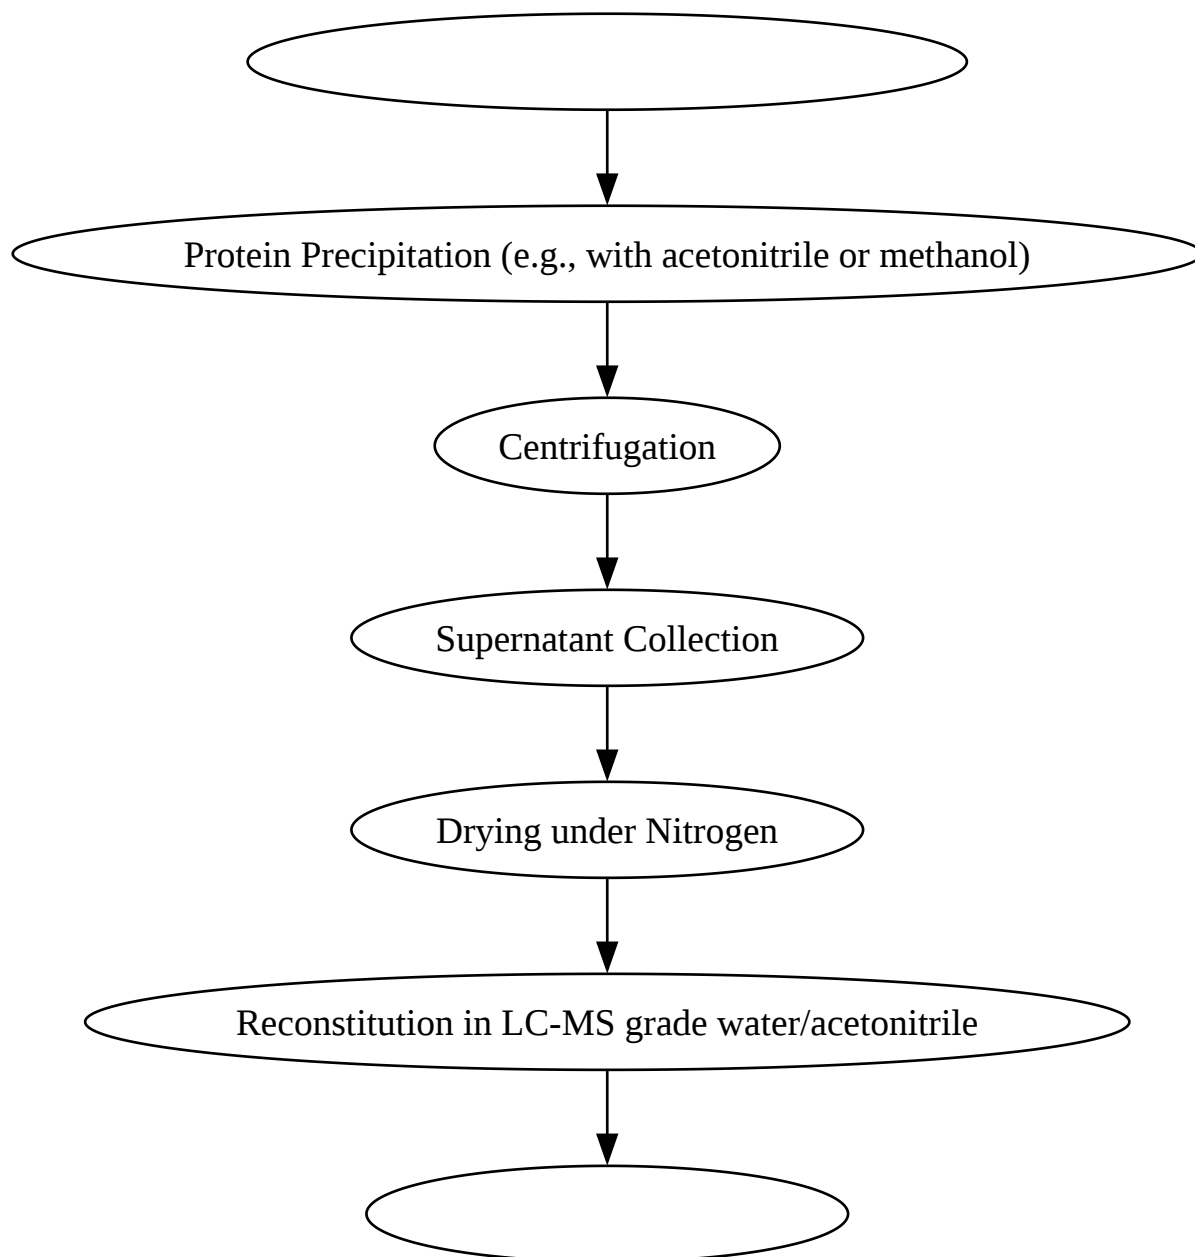 Protein Precipitation (e.g., with acetonitrile or methanol)
Centrifugation
Supernatant Collection
Drying under Nitrogen
Reconstitution in LC-MS grade water/acetonitrile